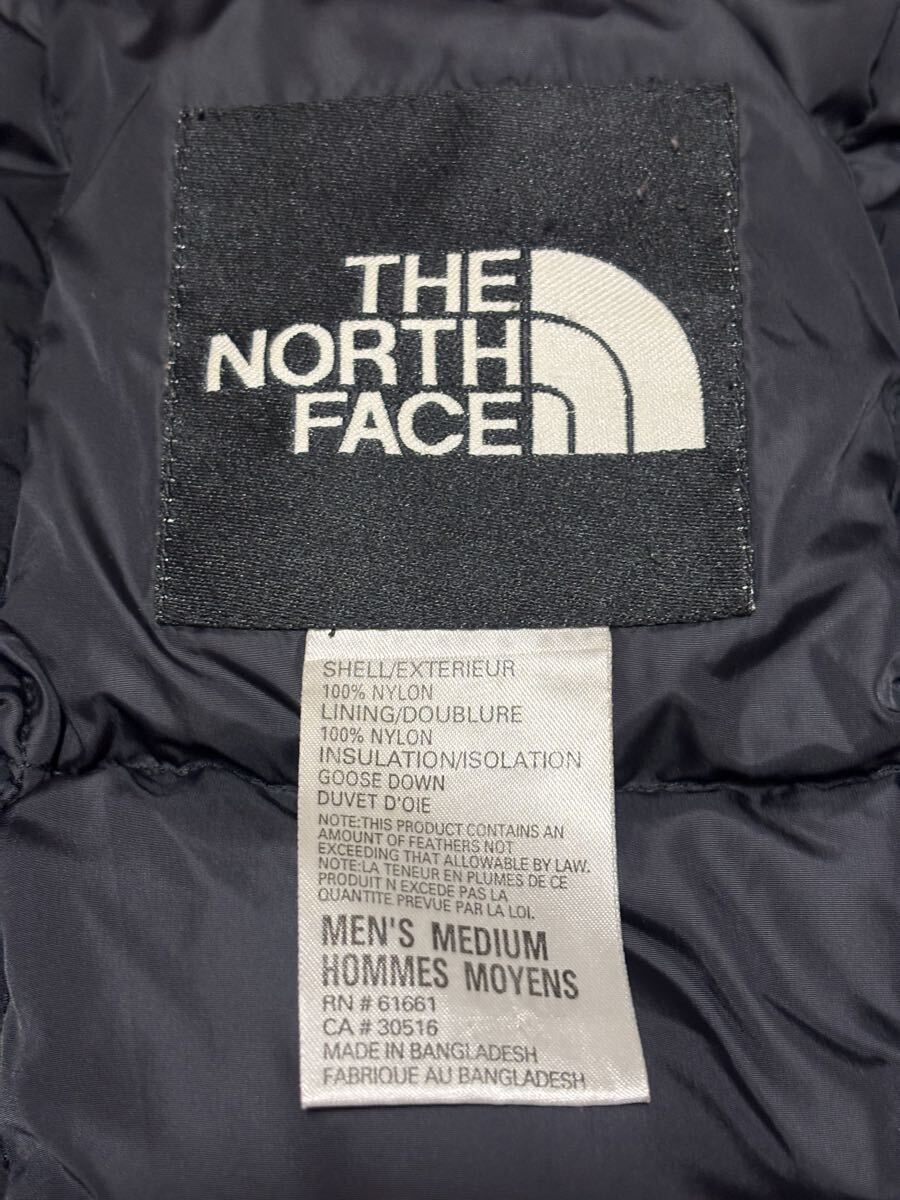 THE
NORTH
FACE
SHELL/EXTERIEUR
100% NYLON
LINING/DOUBLURE
100% NYLON
INSULATION/ISOLATION
GOOSE DOWN
DUVET D'OIE
NOTE:THIS PRODUCT CONTAINS AN
AMOUNT OF FEATHERS NOT
EXCEEDING THAT ALLOWABLE BY LAW.
NOTE:LA TENEUR EN PLUMES DE CE
PRODUIT N EXCEDE PAS LA
QUANTITE PREVUE PAR LA LOI.
MEN'S MEDIUM
HOMMES MOYENS
RN # 61661
CA # 30516
MADE IN BANGLADESH
FABRIQUE AU BANGLADESH